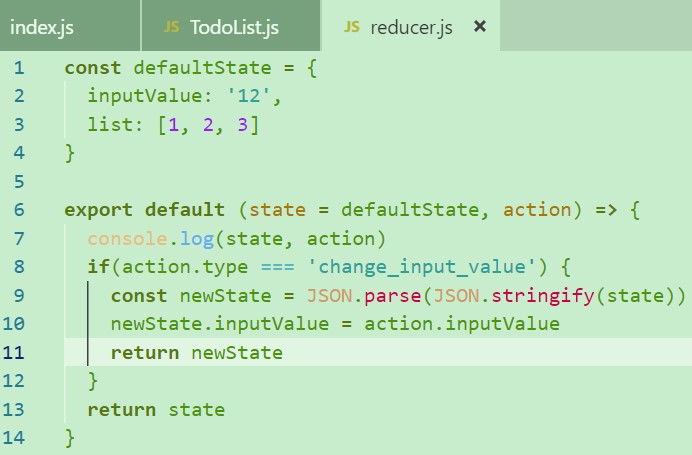 index.js JS TodoList.js JS reducer.js ×
1 const defaultState = {
2 inputValue: '12',
3 list: [1, 2, 3]
4 }
5
6 export default (state = defaultState, action) => {
7 console.log(state, action)
8 if(action.type === 'change_input_value') {
9 const newState = JSON.parse(JSON.stringify(state))
10 newState.inputValue = action.inputValue
11 return newState
12 }
13 return state
14 }